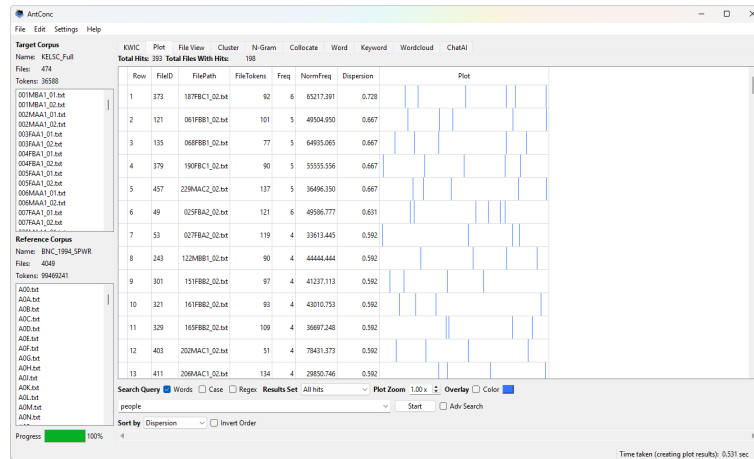 AntConc
File Edit Settings Help
Target Corpus
Name: KELSC_Full
Files: 474
Tokens: 36588
001MBA1_01.txt
001MBA1_02.txt
002MAA1_01.txt
002MAA1_02.txt
003FAA1_01.txt
003FAA1_02.txt
004FBA1_01.txt
004FBA1_02.txt
005FAA1_01.txt
005FAA1_02.txt
006MAA1_01.txt
006MAA1_02.txt
007FAA1_01.txt
007FAA1_02.txt
Reference Corpus
Name: BNC_1994_SPWR
Files: 4049
Tokens: 99469241
A00.txt
A0A.txt
A0B.txt
A0C.txt
A0D.txt
A0E.txt
A0F.txt
A0G.txt
A0H.txt
A0J.txt
A0K.txt
A0L.txt
A0M.txt
A0N.txt
Progress 100%
KWIC Plot File View Cluster N-Gram Collocate Word Keyword Wordcloud ChatAI
Total Hits: 393 Total Files With Hits: 198
Row FileID FilePath FileTokens Freq NormFreq Dispersion Plot
1 373 187FBC1_02.txt 92 6 65217.391 0.728
2 121 061FBB1_02.txt 101 5 49504.950 0.667
3 135 068FBB1_02.txt 77 5 64935.065 0.667
4 379 190FBC1_02.txt 90 5 55555.556 0.667
5 457 229MAC2_02.txt 137 5 36496.350 0.667
6 49 025FBA2_02.txt 121 6 49586.777 0.631
7 53 027FBA2_02.txt 119 4 33613.445 0.592
8 243 122MBB1_02.txt 90 4 44444.444 0.592
9 301 151FBB2_02.txt 97 4 41237.113 0.592
10 321 161FBB2_02.txt 93 4 43010.753 0.592
11 329 165FBB2_02.txt 109 4 36697.248 0.592
12 403 202MAC1_02.txt 51 4 78431.373 0.592
13 411 206MAC1_02.txt 134 4 29850.746 0.592
Search Query Words Case Regex Results Set All hits Plot Zoom 1.00 x Overlay Color
people Start Adv Search
Sort by Dispersion Invert Order
Time taken (creating plot results): 0.531 sec